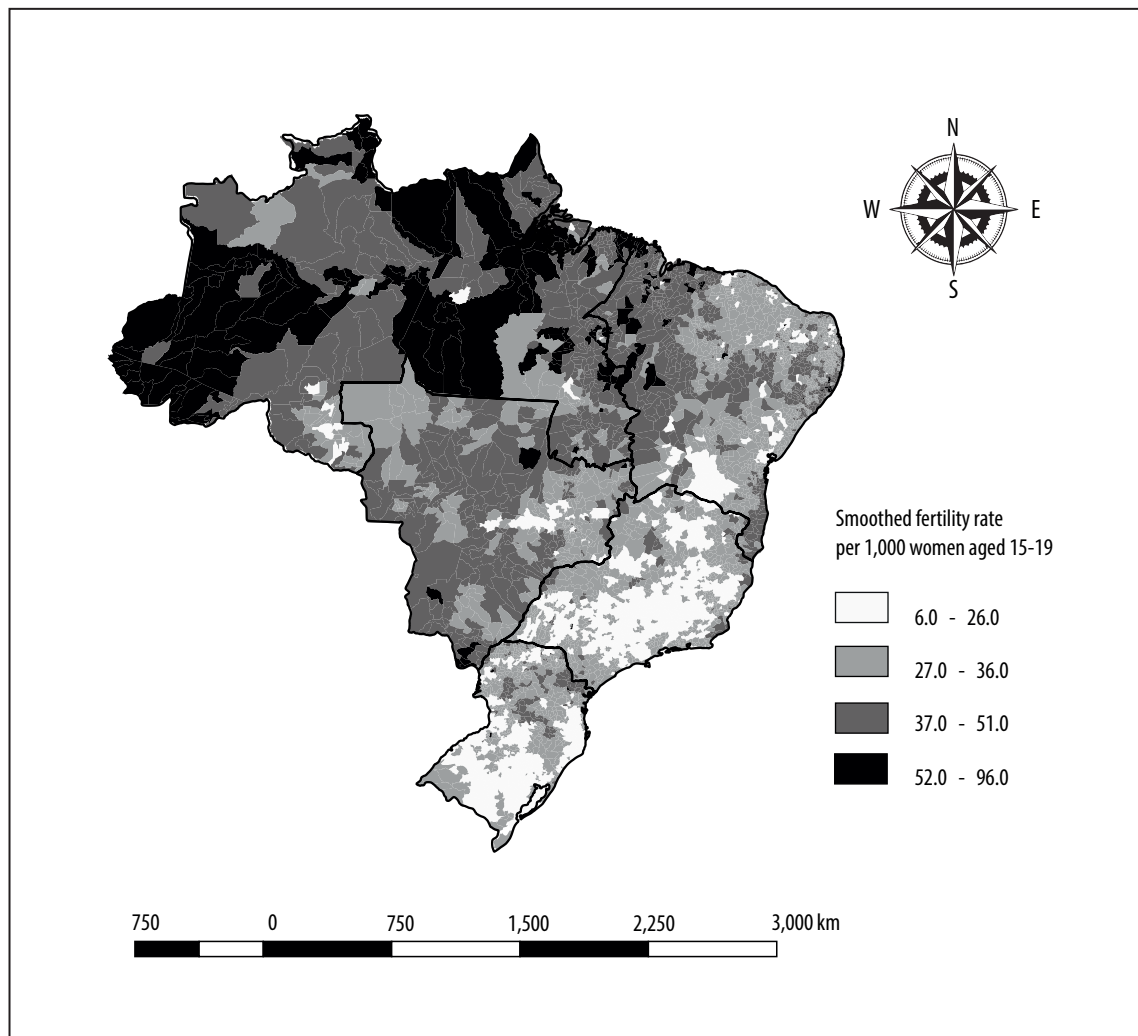 N
W E
S
Smoothed fertility rate
per 1,000 women aged 15-19
6.0 - 26.0
27.0 - 36.0
37.0 - 51.0
52.0 - 96.0
750 0 750 1,500 2,250 3,000 km